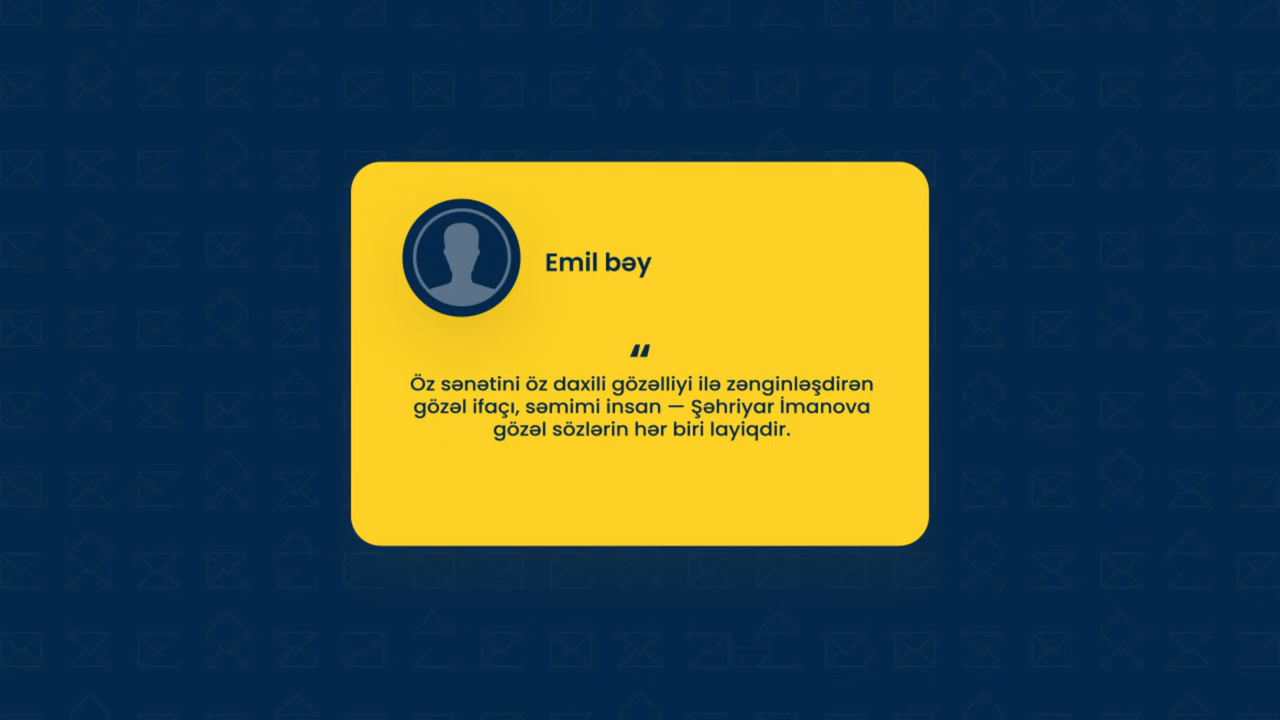 Emil bəy
“
Öz sənətini öz daxili gözəlliyi ilə zənginləşdirən
gözəl ifaçı, səmimi insan — Şəhriyar İmanova
gözəl sözlərin hər biri layiqdir.